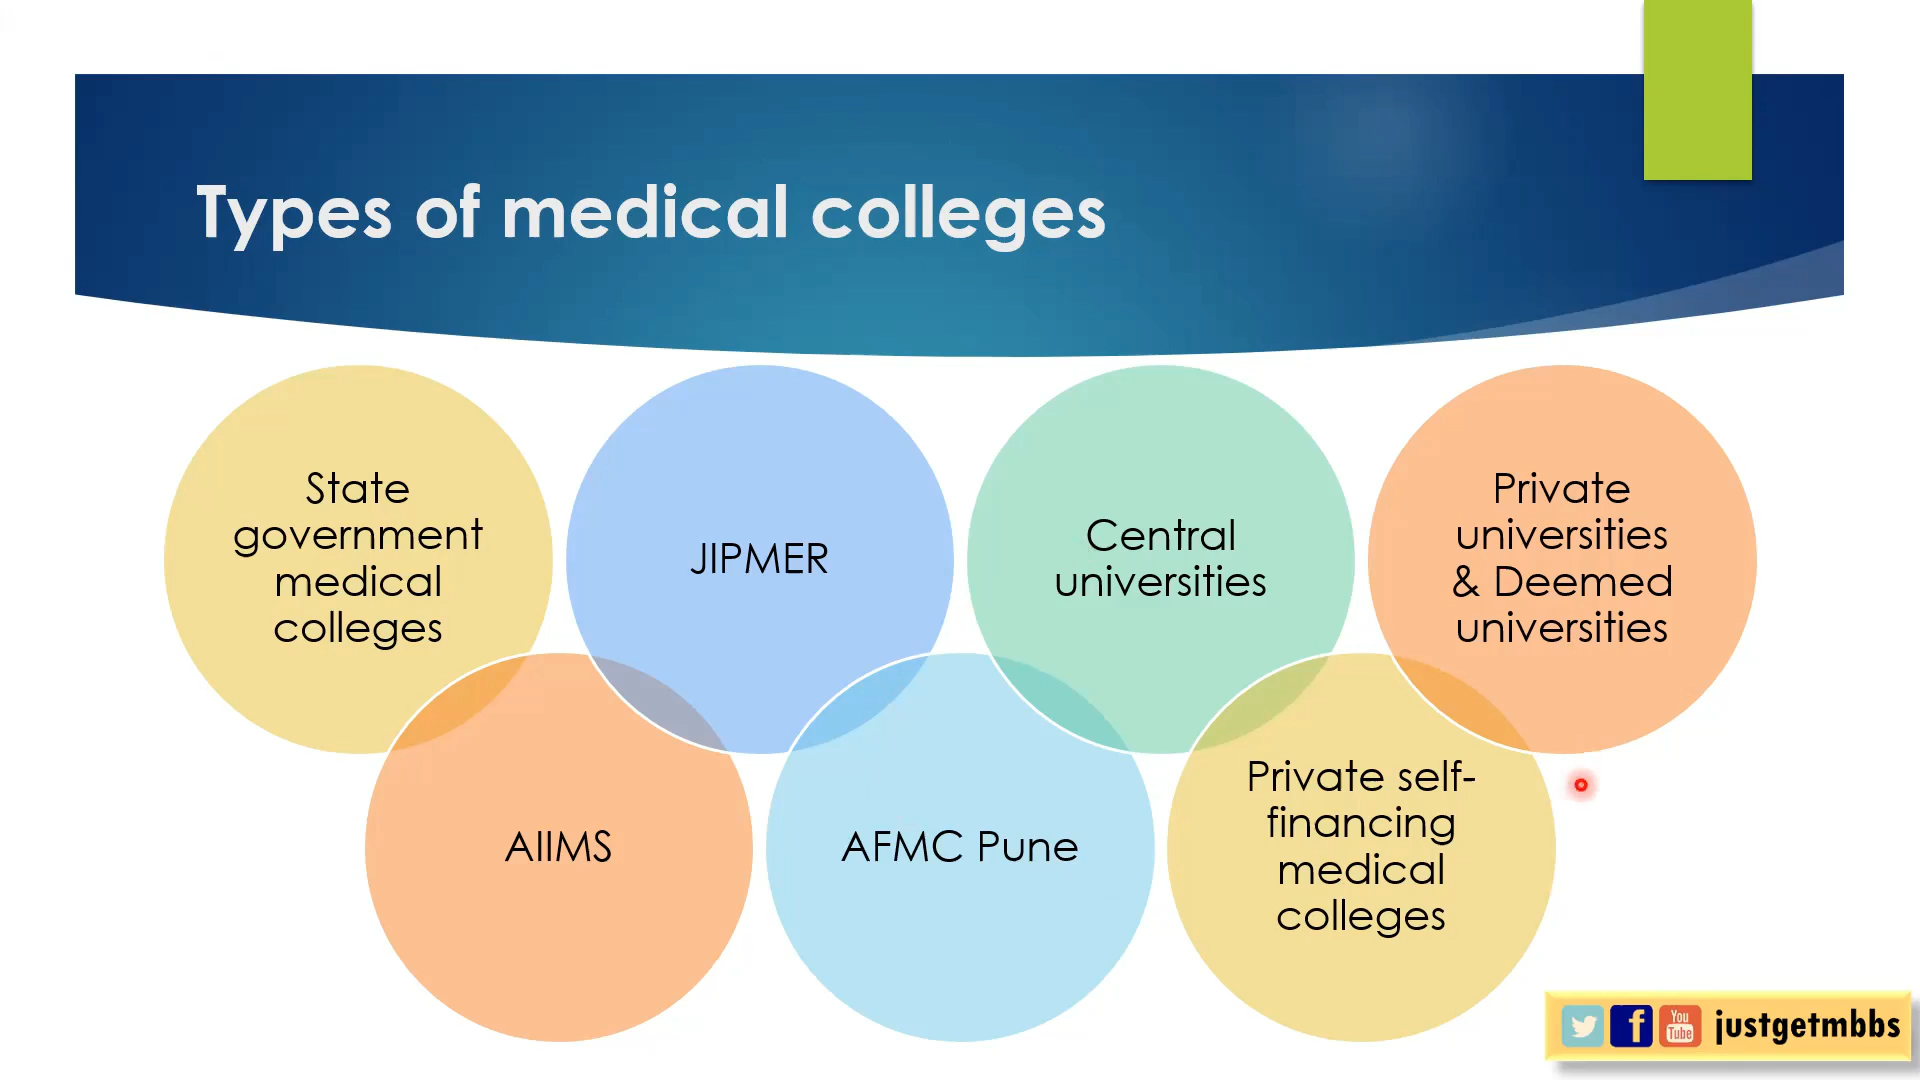 Types of medical colleges
State
government
medical
colleges
JIPMER
Central
universities
Private
universities
& Deemed
universities
AIIMS
AFMC Pune
Private self-
financing
medical
colleges
You
Tube
justgetmbbs